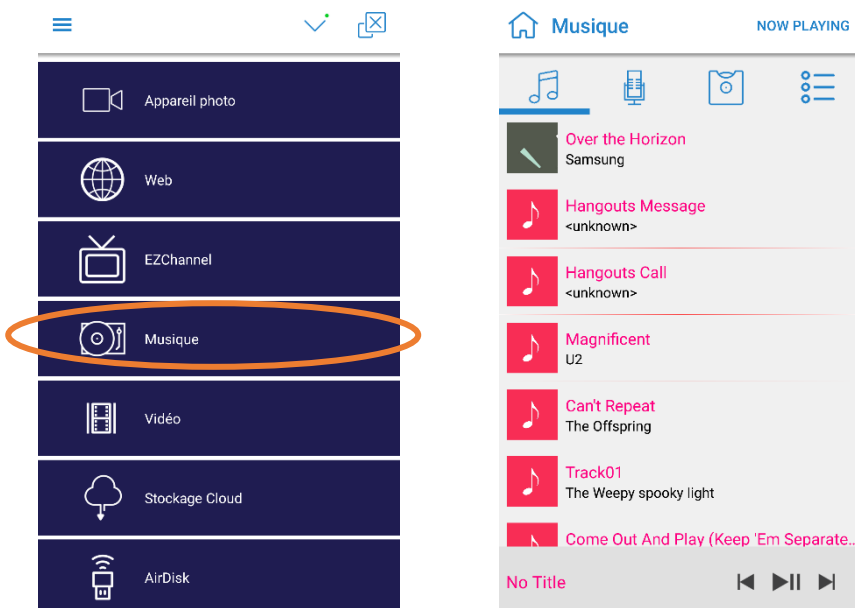 Appareil photo
Web
EZChannel
Musique
Vidéo
Stockage Cloud
AirDisk
Musique
NOW PLAYING
Over the Horizon
Samsung
Hangouts Message
<unknown>
Hangouts Call
<unknown>
Magnificent
U2
Can't Repeat
The Offspring
Track01
The Weepy spooky light
Come Out And Play (Keep 'Em Separate..
No Title